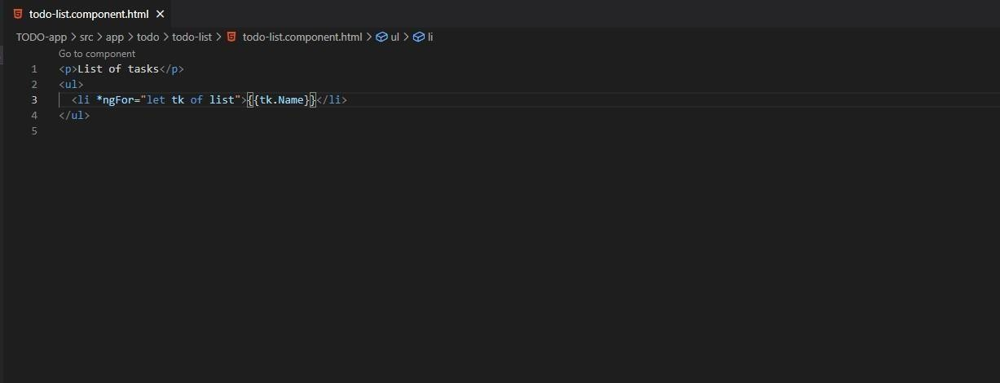 todo-list.component.html
TODO-app > src > app > todo > todo-list > todo-list.component.html > ul > li
Go to component
1 <p>List of tasks</p>
2 <ul>
3 <li *ngFor="let tk of list">{{tk.Name}}</li>
4 </ul>
5